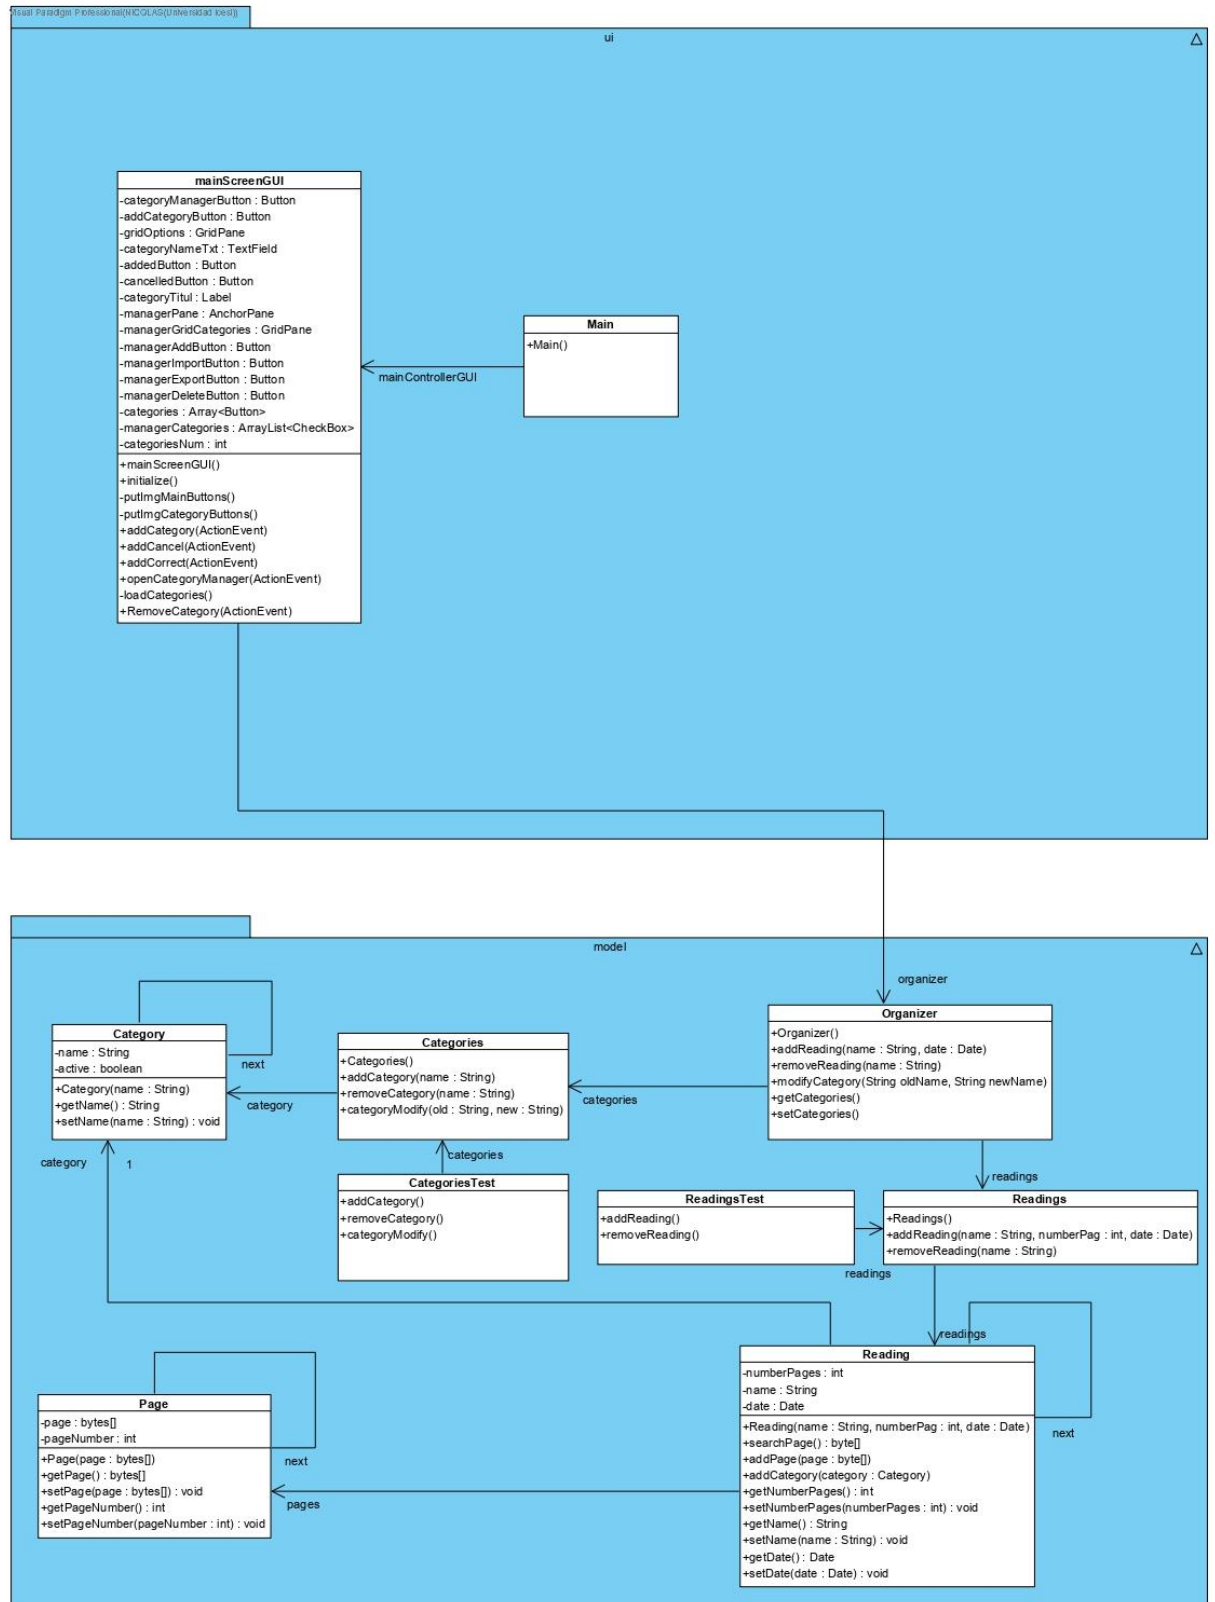 Visual Paradigm Professional(NICOLAS(Universidad Icesi))
ui
mainScreenGUI
-categoryManagerButton : Button
-addCategoryButton : Button
-gridOptions : GridPane
-categoryNameTxt : TextField
-addedButton : Button
-cancelledButton : Button
-categoryTitul : Label
-managerPane : AnchorPane
-managerGridCategories : GridPane
-managerAddButton : Button
-managerImportButton : Button
-managerExportButton : Button
-managerDeleteButton : Button
-categories : Array<Button>
-managerCategories : ArrayList<CheckBox>
-categoriesNum : int
+mainScreenGUI()
+initialize()
-putImgMainButtons()
-putImgCategoryButtons()
+addCategory(ActionEvent)
+addCancel(ActionEvent)
+addCorrect(ActionEvent)
+openCategoryManager(ActionEvent)
-loadCategories()
+RemoveCategory(ActionEvent)
Main
+Main()
mainControllerGUI
model
organizer
Organizer
+Organizer()
+addReading(name : String, date : Date)
+removeReading(name : String)
+modifyCategory(String oldName, String newName)
+getCategories()
+setCategories()
Category
-name : String
-active : boolean
+Category(name : String)
+getName() : String
+setName(name : String) : void
next
category
Categories
+Categories()
+addCategory(name : String)
+removeCategory(name : String)
+categoryModify(old : String, new : String)
categories
category
1
categories
CategoriesTest
+addCategory()
+removeCategory()
+categoryModify()
ReadingsTest
+addReading()
+removeReading()
readings
readings
Readings
+Readings()
+addReading(name : String, numberPag : int, date : Date)
+removeReading(name : String)
readings
Reading
-numberPages : int
-name : String
-date : Date
+Reading(name : String, numberPag : int, date : Date)
+searchPage() : byte[]
+addPage(page : byte[])
+addCategory(category : Category)
+getNumberPages() : int
+setNumberPages(numberPages : int) : void
+getName() : String
+setName(name : String) : void
+getDate() : Date
+setDate(date : Date) : void
next
Page
-page : bytes[]
-pageNumber : int
+Page(page : bytes[])
+getPage() : bytes[]
+setPage(page : bytes[]) : void
+getPageNumber() : int
+setPageNumber(pageNumber : int) : void
next
pages